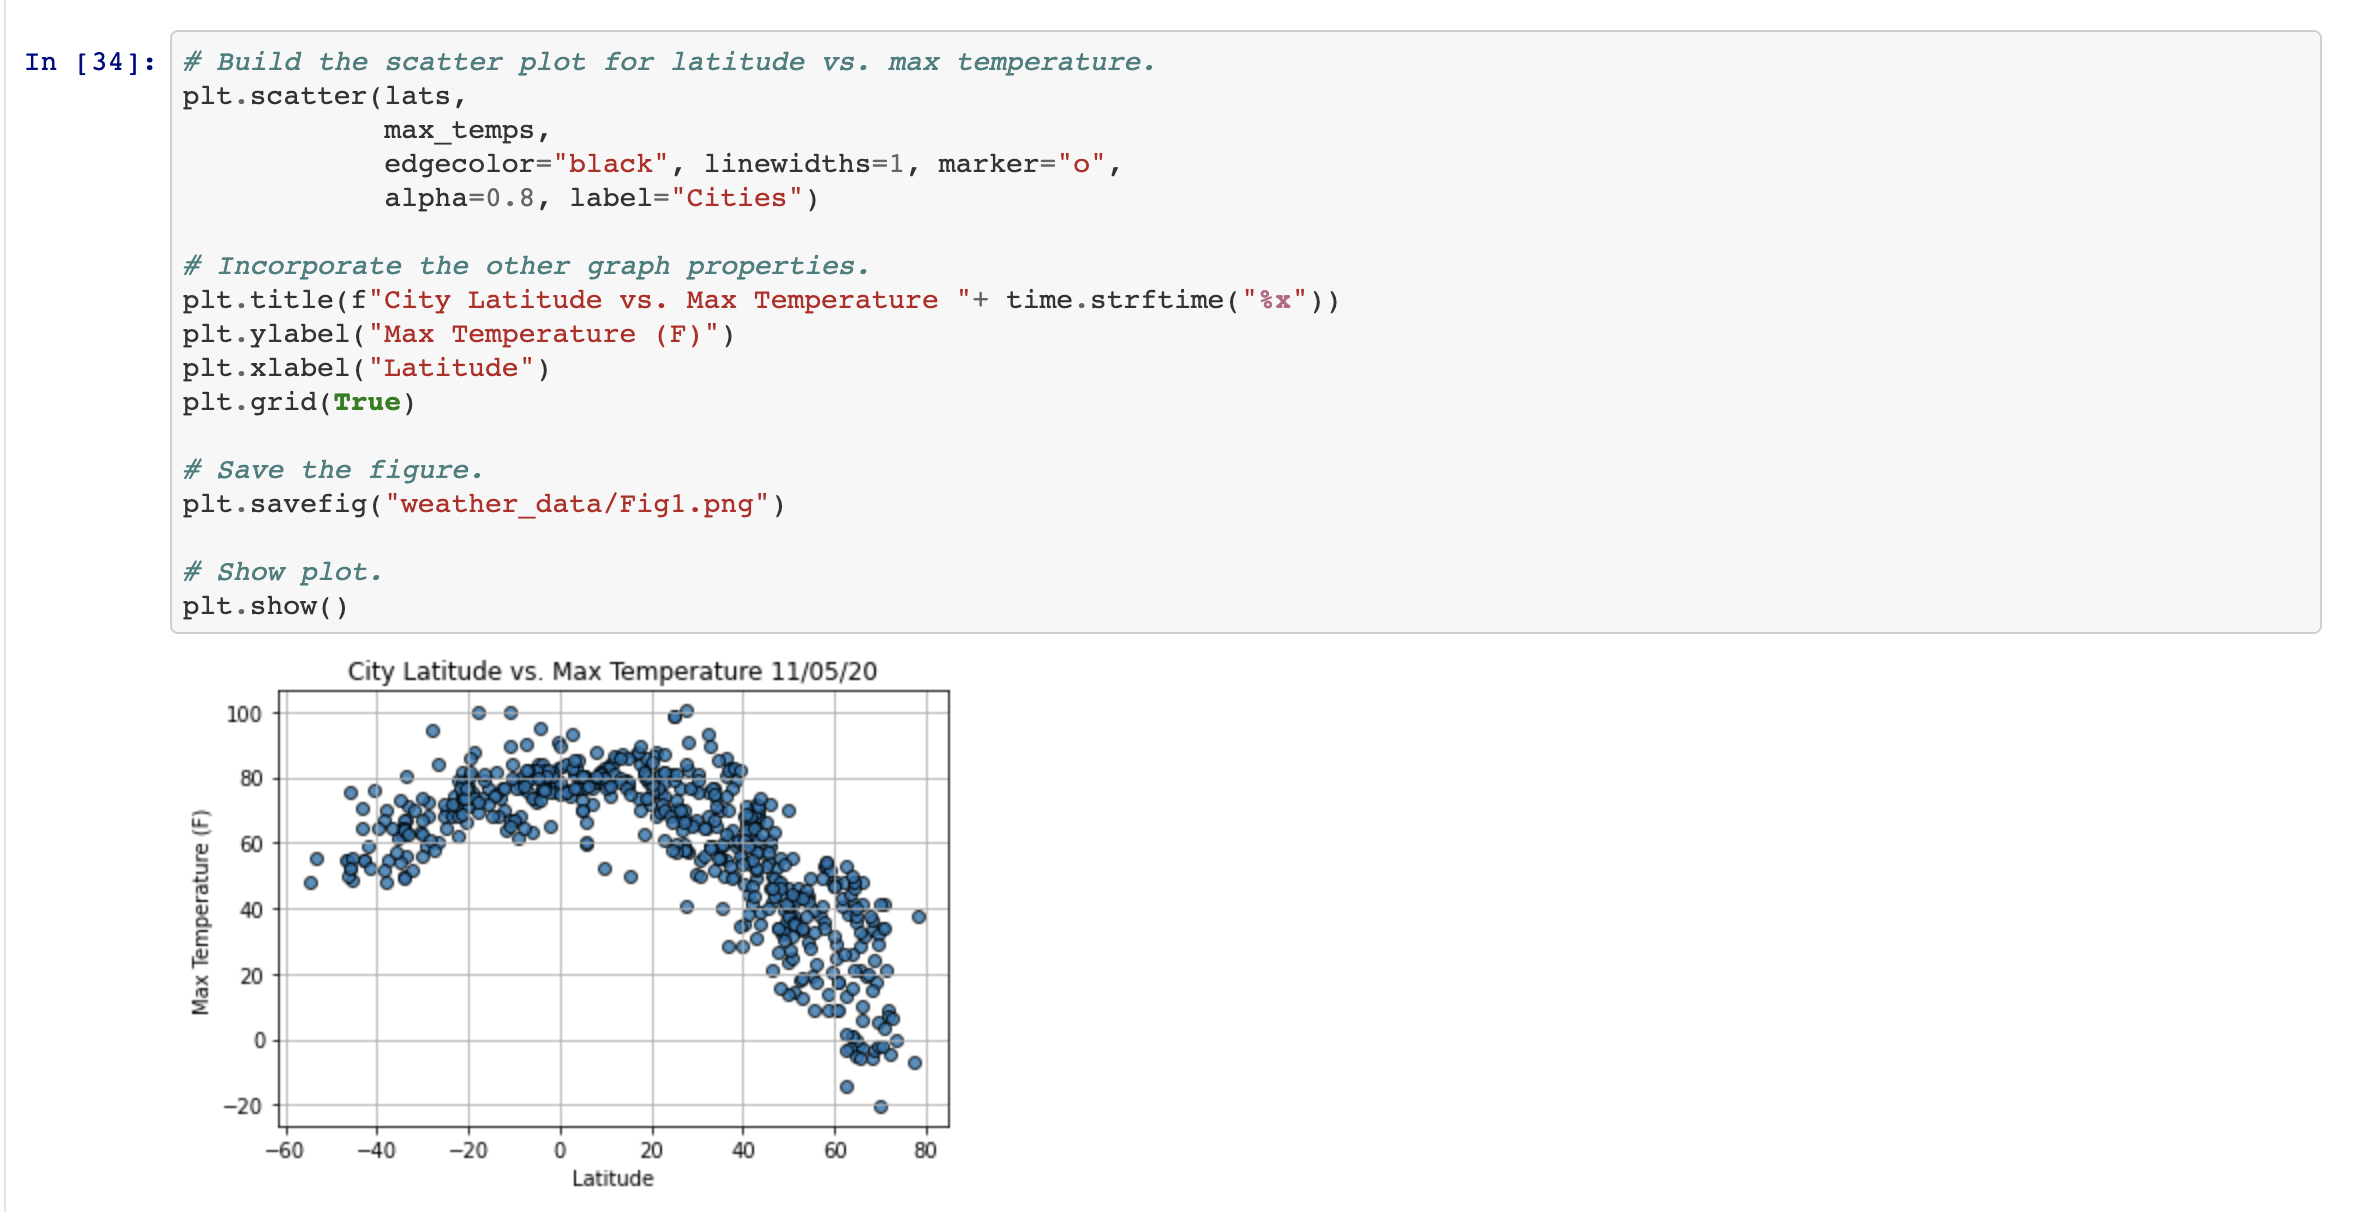 In [34]:
# Build the scatter plot for latitude vs. max temperature.
plt.scatter(lats,
            max_temps,
            edgecolor="black", linewidths=1, marker="o",
            alpha=0.8, label="Cities")

# Incorporate the other graph properties.
plt.title(f"City Latitude vs. Max Temperature "+ time.strftime("%x"))
plt.ylabel("Max Temperature (F)")
plt.xlabel("Latitude")
plt.grid(True)

# Save the figure.
plt.savefig("weather_data/Fig1.png")

# Show plot.
plt.show()
City Latitude vs. Max Temperature 11/05/20
Max Temperature (F)
100
80
60
40
20
0
−20
−60 −40 −20 0 20 40 60 80
Latitude